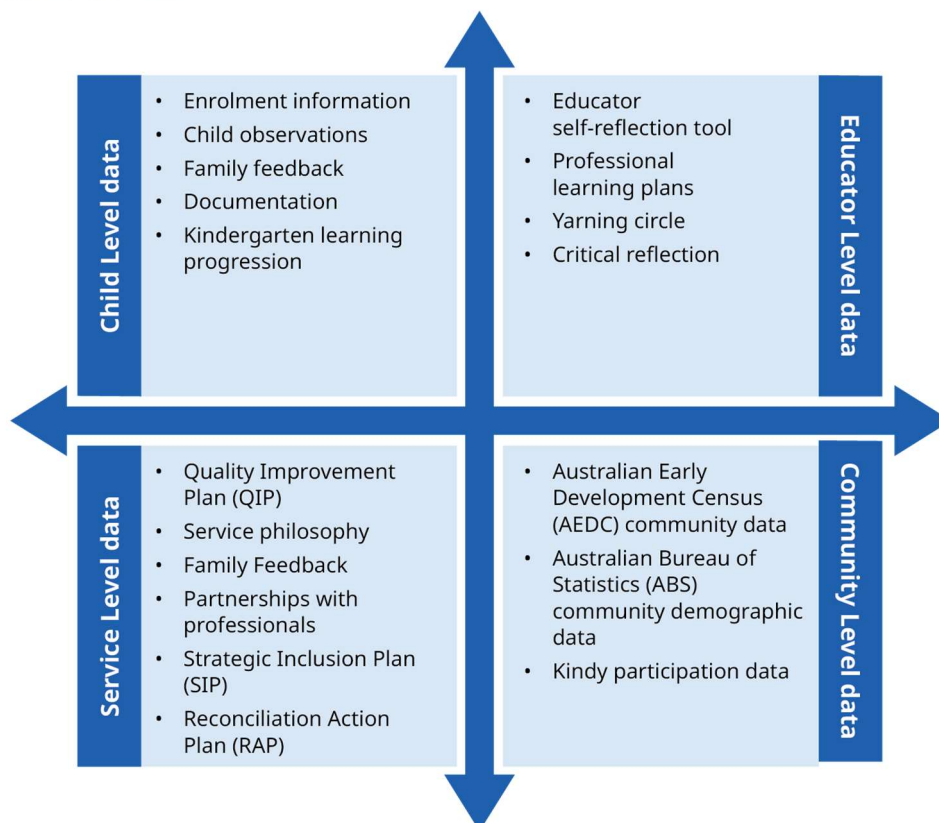 Child Level data
• Enrolment information
• Child observations
• Family feedback
• Documentation
• Kindergarten learning
progression
Educator Level data
• Educator
self-reflection tool
• Professional
learning plans
• Yarning circle
• Critical reflection
Service Level data
• Quality Improvement
Plan (QIP)
• Service philosophy
• Family Feedback
• Partnerships with
professionals
• Strategic Inclusion Plan
(SIP)
• Reconciliation Action
Plan (RAP)
Community Level data
• Australian Early
Development Census
(AEDC) community data
• Australian Bureau of
Statistics (ABS)
community demographic
data
• Kindy participation data